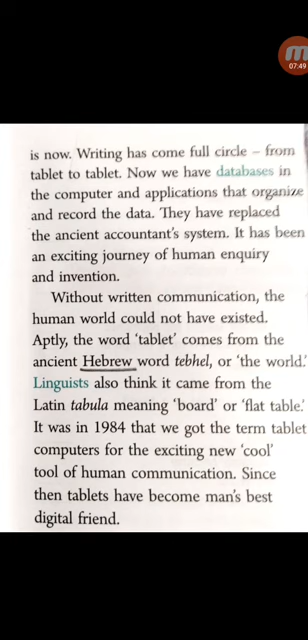 07:49
is now. Writing has come full circle – from
tablet to tablet. Now we have databases in
the computer and applications that organize
and record the data. They have replaced
the ancient accountant's system. It has been
an exciting journey of human enquiry
and invention.
Without written communication, the
human world could not have existed.
Aptly, the word 'tablet' comes from the
ancient Hebrew word tebhel, or 'the world.'
Linguists also think it came from the
Latin tabula meaning 'board' or 'flat table.'
It was in 1984 that we got the term tablet
computers for the exciting new 'cool'
tool of human communication. Since
then tablets have become man's best
digital friend.